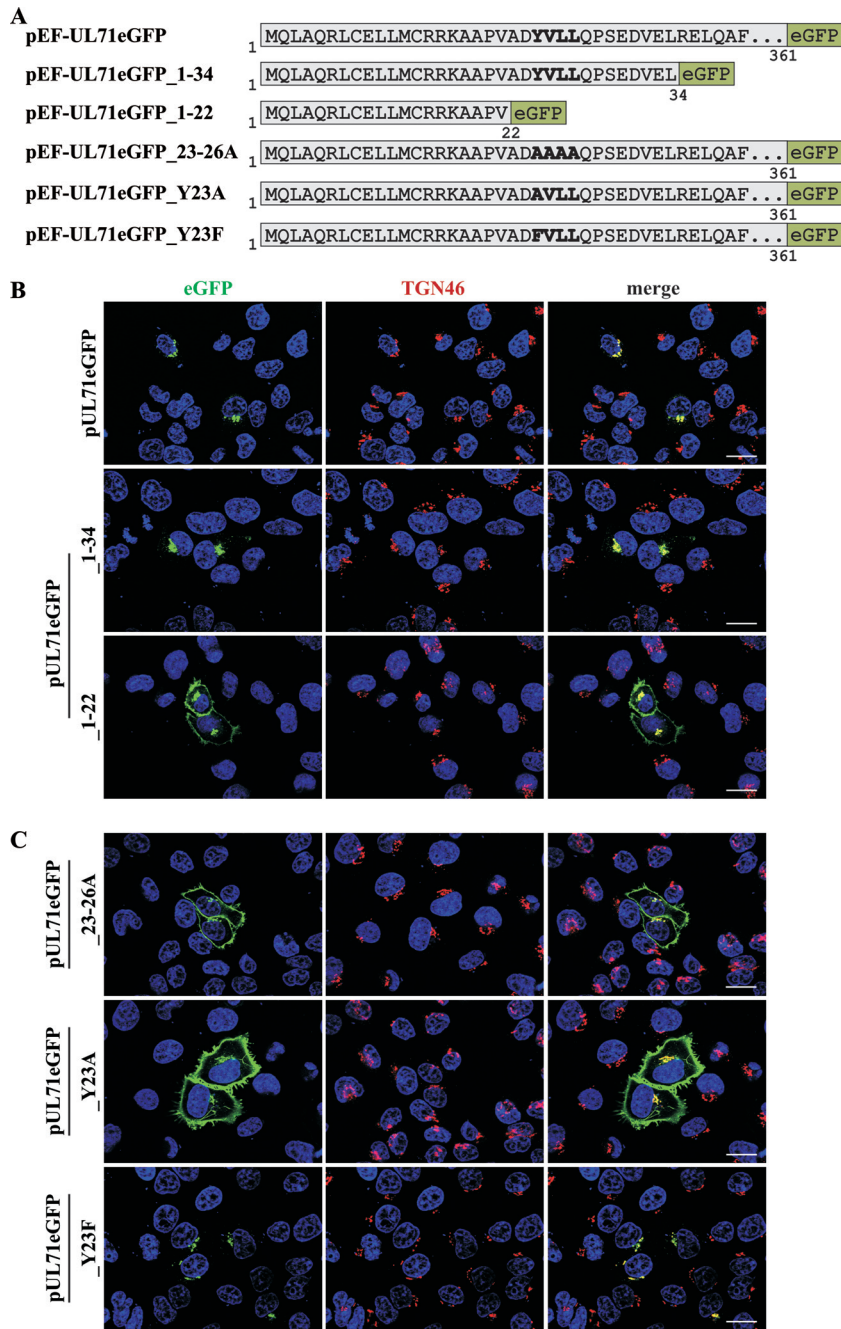 A
pEF-UL71eGFP 1 MQLAQRLCELLMCRRKAAPVADYVLLQPSEDVELRELQAF... eGFP
361
pEF-UL71eGFP_1-34 1 MQLAQRLCELLMCRRKAAPVADYVLLQPSEDVEL eGFP
34
pEF-UL71eGFP_1-22 1 MQLAQRLCELLMCRRKAAPV eGFP
22
pEF-UL71eGFP_23-26A 1 MQLAQRLCELLMCRRKAAPVADAAAAQPSEDVELRELQAF... eGFP
361
pEF-UL71eGFP_Y23A 1 MQLAQRLCELLMCRRKAAPVADAVLLQPSEDVELRELQAF... eGFP
361
pEF-UL71eGFP_Y23F 1 MQLAQRLCELLMCRRKAAPVADFVLLQPSEDVELRELQAF... eGFP
361
B
eGFP TGN46 merge
pUL71eGFP
pUL71eGFP
_1-34
_1-22
C
pUL71eGFP
_23-26A
pUL71eGFP
_Y23A
pUL71eGFP
_Y23F